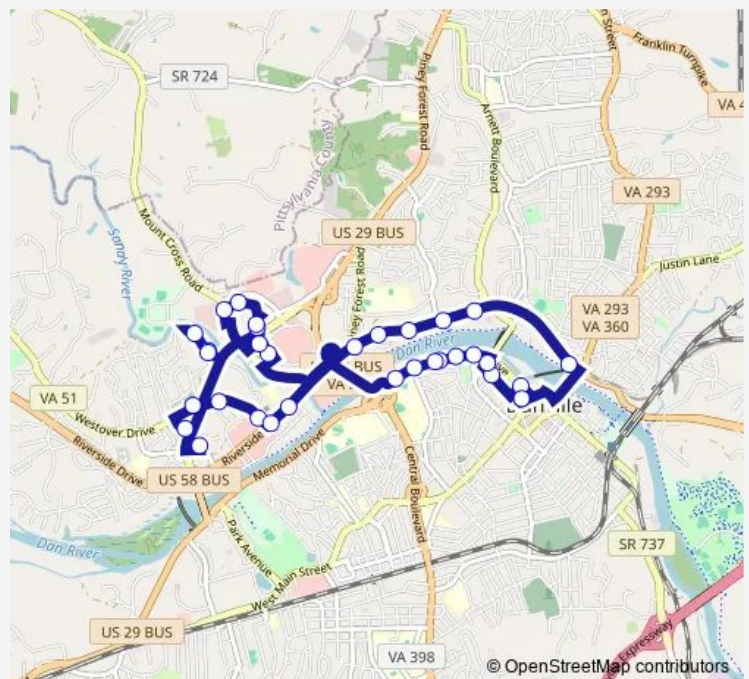 Franklin Turnpike
SR 724
VA 4
Piney Forest Road
Arnett Boulevard
Pittsylvania County
VA 293
US 29 BUS
Mount Cross Road
Sandy River
Justin Lane
VA 293
VA 360
Dan River
BUS
VA 51
Westover Drive
Riverside Drive
Riverside
Memorial Drive
US 58 BUS
Central Boulevard
Dan River
Park Avenue
West Main Street
SR 737
US 29 BUS
VA 398
Expressway
© OpenStreetMap contributors